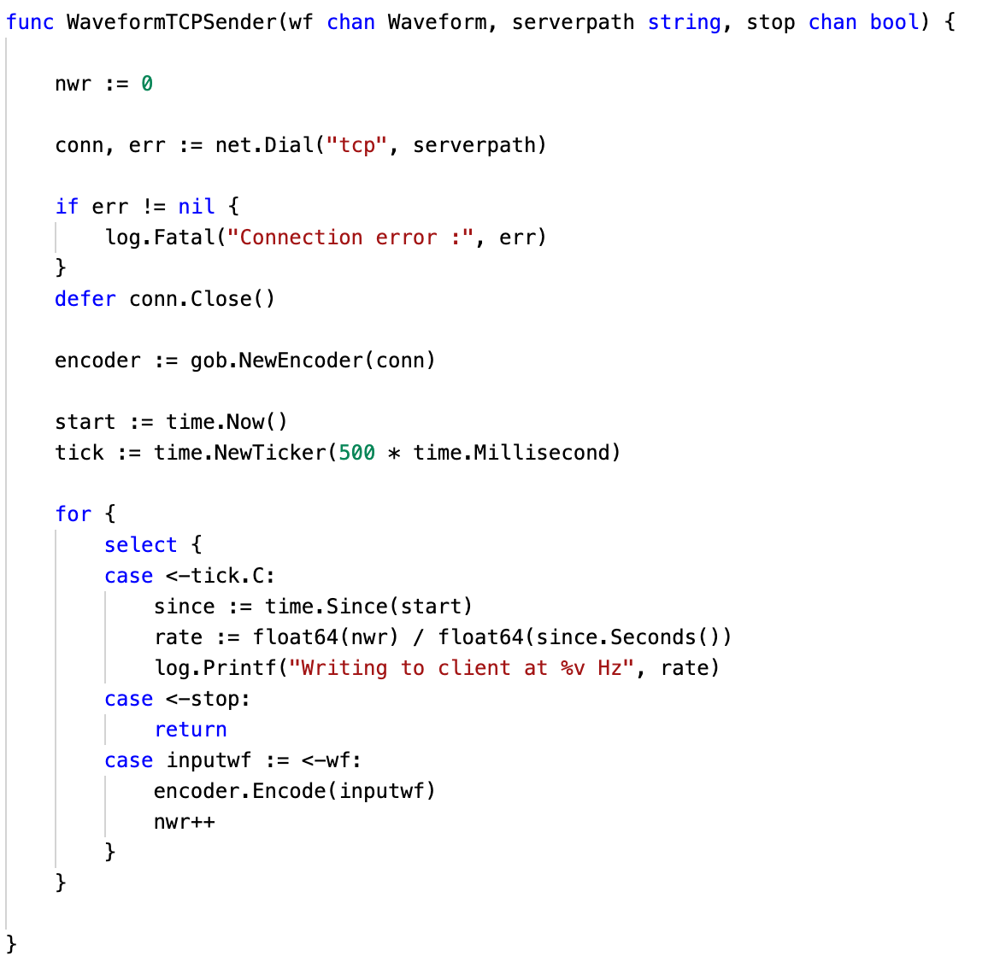 func WaveformTCPSender(wf chan Waveform, serverpath string, stop chan bool) {
nwr := 0
conn, err := net.Dial("tcp", serverpath)
if err != nil {
log.Fatal("Connection error :", err)
}
defer conn.Close()
encoder := gob.NewEncoder(conn)
start := time.Now()
tick := time.NewTicker(500 * time.Millisecond)
for {
select {
case <-tick.C:
since := time.Since(start)
rate := float64(nwr) / float64(since.Seconds())
log.Printf("Writing to client at %v Hz", rate)
case <-stop:
return
case inputwf := <-wf:
encoder.Encode(inputwf)
nwr++
}
}
}